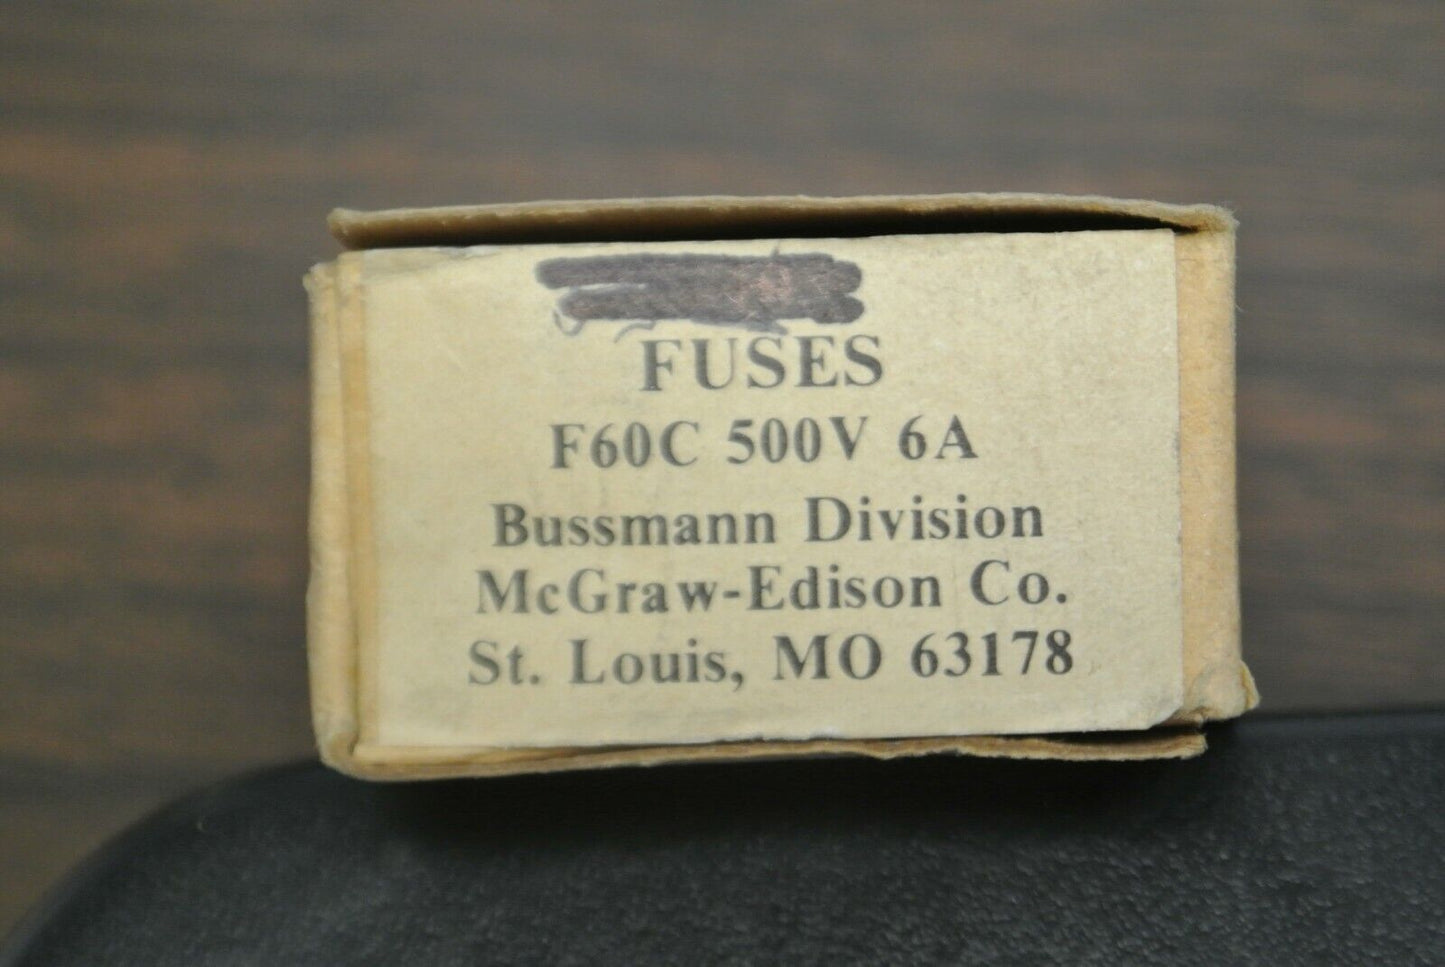 FUSES
F60C 500V 6A
Bussmann Division
McGraw-Edison Co.
St. Louis, MO 63178